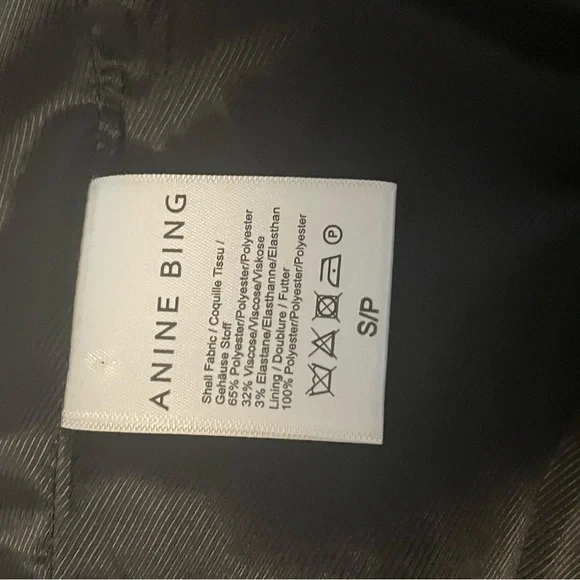 ANINE BING
Shell Fabric / Coquille Tissu /
Gehäuse Stoff
65% Polyester/Polyester/Polyester
32% Viscose/Viscose/Viskose
3% Elastane/Elasthanne/Elasthan
Lining / Doublure / Futter
100% Polyester/Polyester/Polyester
P
S/P